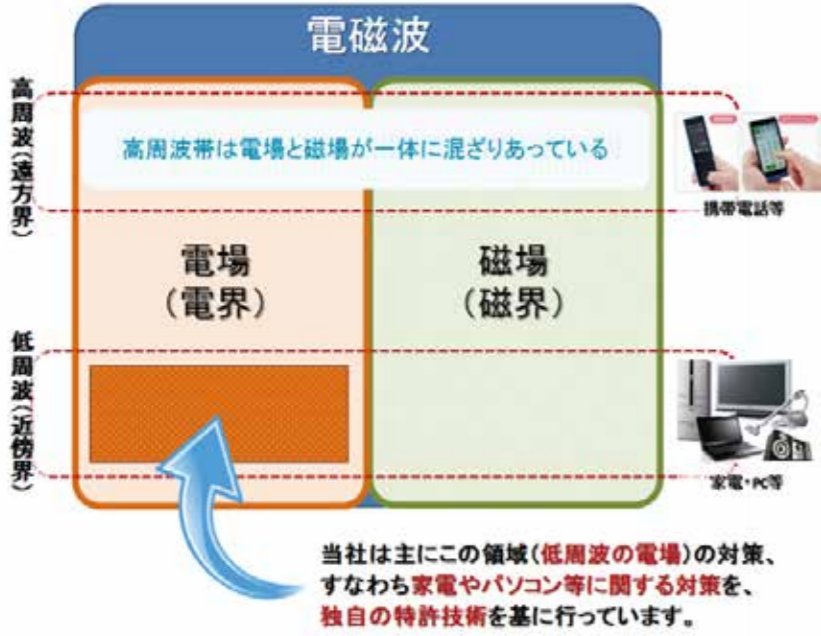 電磁波
高周波(遠方界)
高周波帯は電場と磁場が一体に混ざりあっている
携帯電話等
電場
(電界)
磁場
(磁界)
低周波(近傍界)
家電・PC等
当社は主にこの領域(低周波の電場)の対策、
すなわち家電やパソコン等に関する対策を、
独自の特許技術を基に行っています。